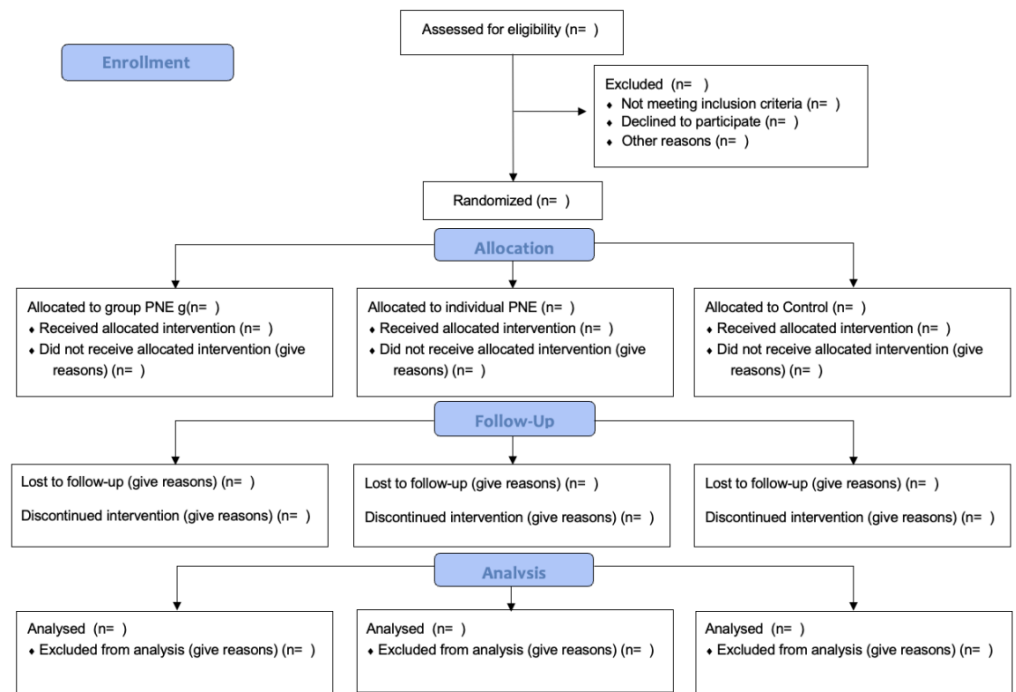 Assessed for eligibility (n=  )
Enrollment
Excluded  (n=   )
♦ Not meeting inclusion criteria (n=  )
♦ Declined to participate (n=  )
♦ Other reasons (n=  )
Randomized (n=  )
Allocation
Allocated to group PNE g(n=  )
♦ Received allocated intervention (n=  )
♦ Did not receive allocated intervention (give
reasons) (n=  )
Allocated to individual PNE (n=  )
♦ Received allocated intervention (n=  )
♦ Did not receive allocated intervention (give
reasons) (n=  )
Allocated to Control (n=  )
♦ Received allocated intervention (n=  )
♦ Did not receive allocated intervention (give
reasons) (n=  )
Follow-Up
Lost to follow-up (give reasons) (n=  )
Discontinued intervention (give reasons) (n=  )
Lost to follow-up (give reasons) (n=  )
Discontinued intervention (give reasons) (n=  )
Lost to follow-up (give reasons) (n=  )
Discontinued intervention (give reasons) (n=  )
Analysis
Analysed  (n=  )
♦ Excluded from analysis (give reasons) (n=  )
Analysed  (n=  )
♦ Excluded from analysis (give reasons) (n=  )
Analysed  (n=  )
♦ Excluded from analysis (give reasons) (n=  )